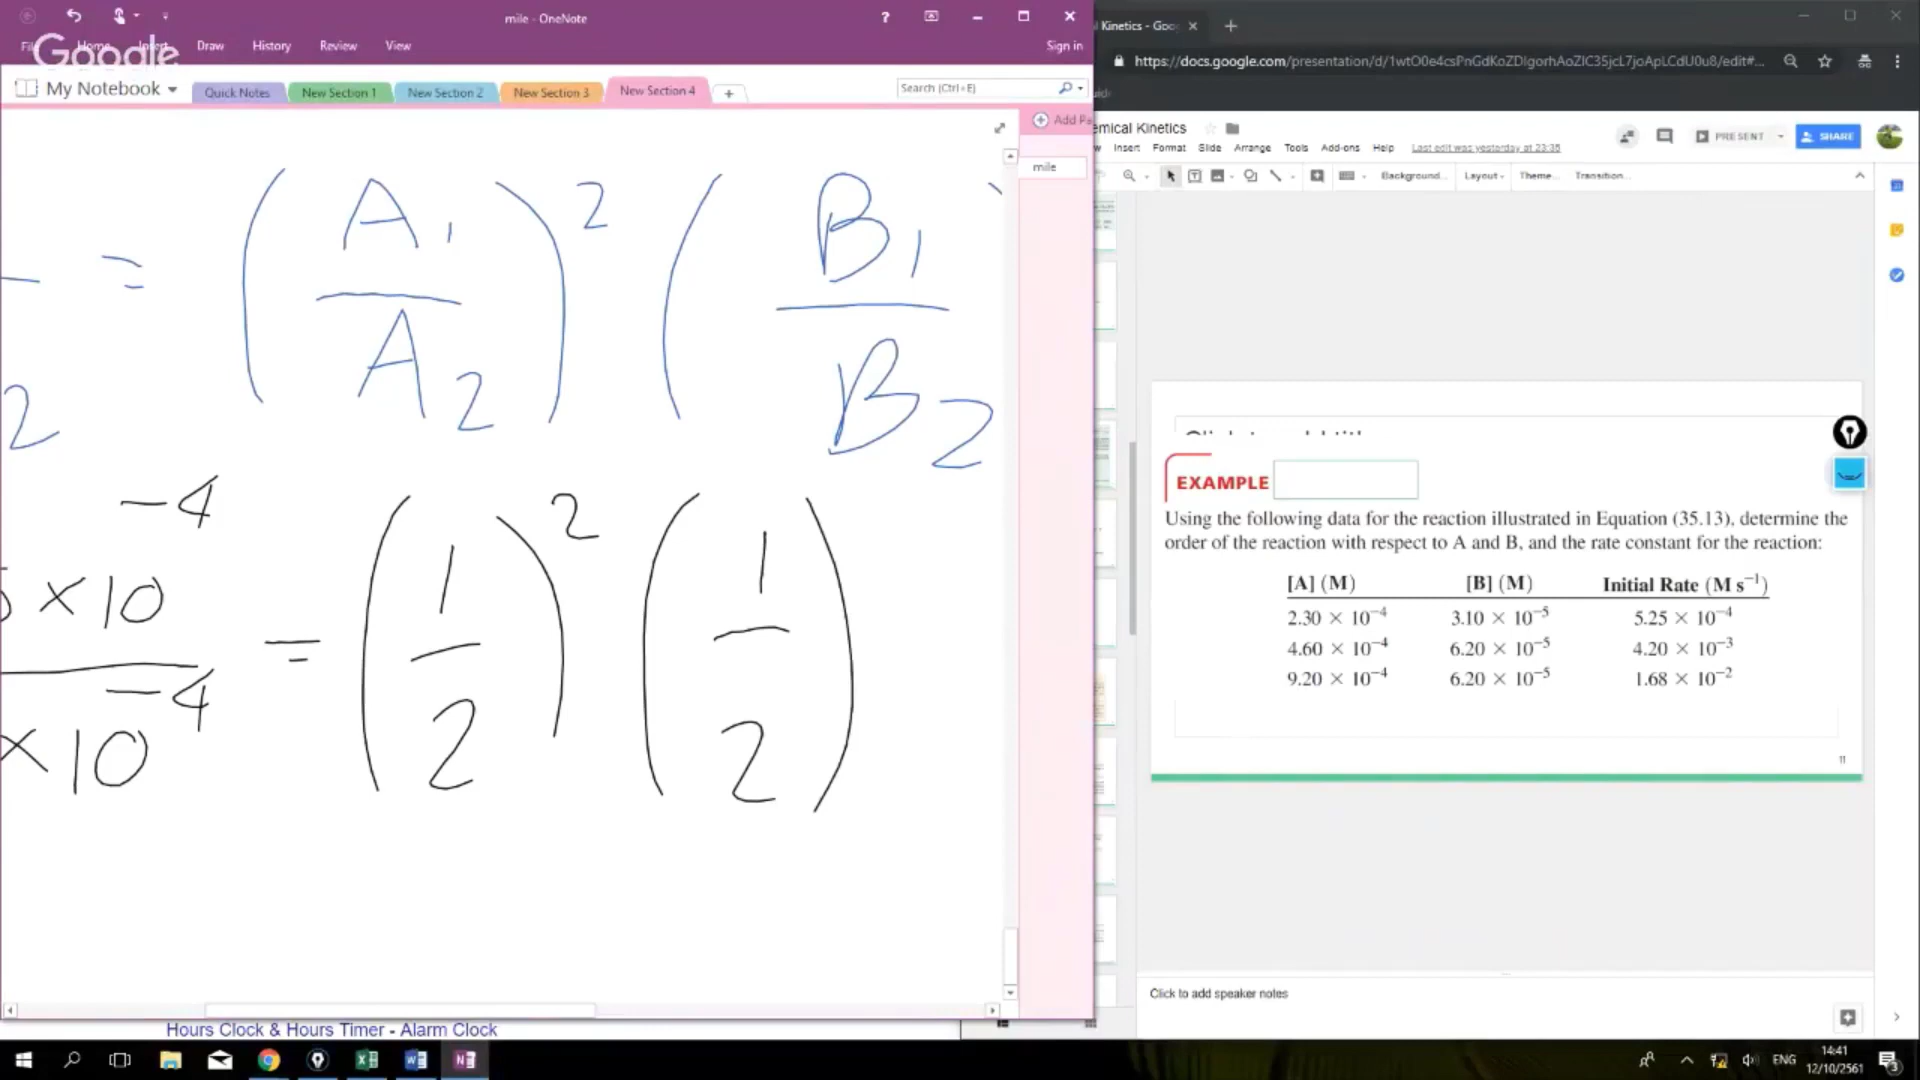 mile - OneNote
Google
Home Draw History Review View Sign in
My Notebook Quick Notes New Section 1 New Section 2 New Section 3 New Section 4 Search (Ctrl+E)
mile
= (A1/A2)^2 (B1/B2
2
× 10^-4
× 10^-4
= (1/2)^2 (1/2)
Hours Clock & Hours Timer - Alarm Clock
l Kinetics - Goo
https://docs.google.com/presentation/d/
emical Kinetics
Insert Format Slide Arrange Tools Add-ons Help Last edit was yesterday at 23:35
PRESENT SHARE
Background... Layout Theme... Transition...
EXAMPLE
Using the following data for the reaction illustrated in Equation (35.13), determine the
order of the reaction with respect to A and B, and the rate constant for the reaction:
[A] (M) [B] (M) Initial Rate (M s⁻¹)
2.30 × 10⁻⁴ 3.10 × 10⁻⁵ 5.25 × 10⁻⁴
4.60 × 10⁻⁴ 6.20 × 10⁻⁵ 4.20 × 10⁻³
9.20 × 10⁻⁴ 6.20 × 10⁻⁵ 1.68 × 10⁻²
11
Click to add speaker notes
ENG
14:41
12/10/2561